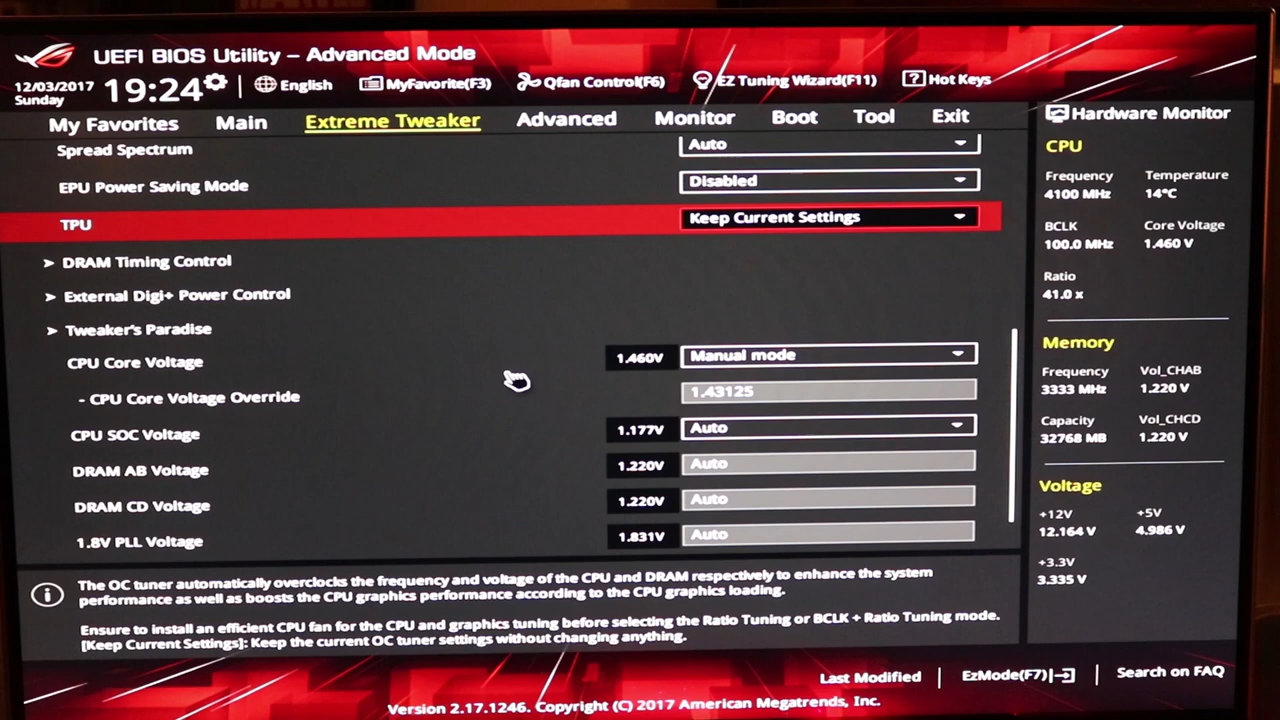 UEFI BIOS Utility – Advanced Mode
12/03/2017
Sunday
19:24
English
MyFavorite(F3)
Qfan Control(F6)
EZ Tuning Wizard(F11)
Hot Keys
My Favorites
Main
Extreme Tweaker
Advanced
Monitor
Boot
Tool
Exit
Spread Spectrum
Auto
EPU Power Saving Mode
Disabled
TPU
Keep Current Settings
> DRAM Timing Control
> External Digi+ Power Control
> Tweaker's Paradise
CPU Core Voltage
1.460V
Manual mode
- CPU Core Voltage Override
1.43125
CPU SOC Voltage
1.177V
Auto
DRAM AB Voltage
1.220V
Auto
DRAM CD Voltage
1.220V
Auto
1.8V PLL Voltage
1.831V
Auto
The OC tuner automatically overclocks the frequency and voltage of the CPU and DRAM respectively to enhance the system
performance as well as boosts the CPU graphics performance according to the CPU graphics loading.
Ensure to install an efficient CPU fan for the CPU and graphics tuning before selecting the Ratio Tuning or BCLK + Ratio Tuning mode.
[Keep Current Settings]: Keep the current OC tuner settings without changing anything.
Hardware Monitor
CPU
Frequency
Temperature
4100 MHz
14°C
BCLK
Core Voltage
100.0 MHz
1.460 V
Ratio
41.0 x
Memory
Frequency
Vol_CHAB
3333 MHz
1.220 V
Capacity
Vol_CHCD
32768 MB
1.220 V
Voltage
+12V
+5V
12.164 V
4.986 V
+3.3V
3.335 V
Last Modified
EzMode(F7)
Search on FAQ
Version 2.17.1246. Copyright (C) 2017 American Megatrends, Inc.